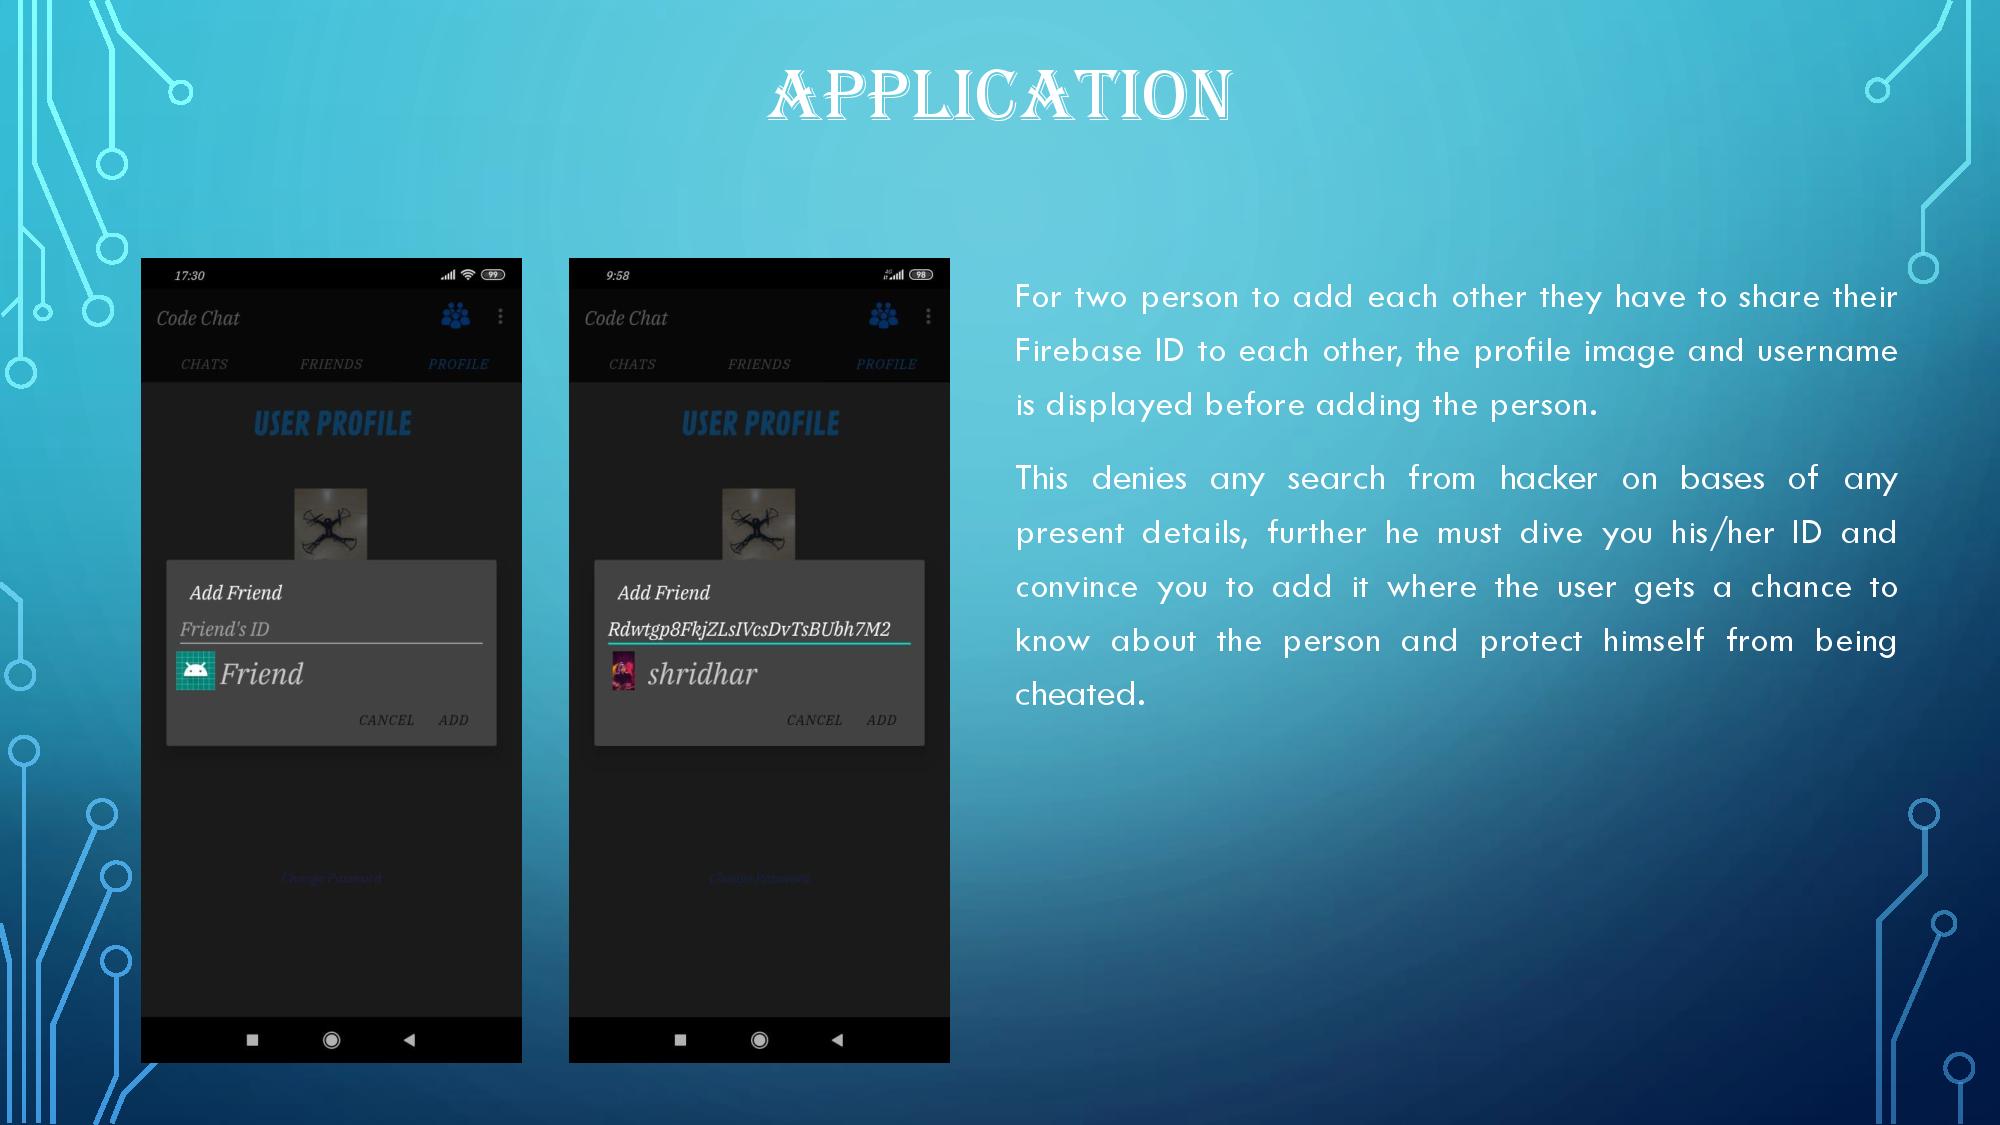 APPLICATION
17:30
99
Code Chat
CHATS FRIENDS PROFILE
USER PROFILE
Add Friend
Friend's ID
Friend
CANCEL ADD
Change Password
9:58
4G
98
Code Chat
CHATS FRIENDS PROFILE
USER PROFILE
Add Friend
Rdwtgp8FkjZLsIVcsDvTsBUbh7M2
shridhar
CANCEL ADD
Change Password
For two person to add each other they have to share their
Firebase ID to each other, the profile image and username
is displayed before adding the person.
This denies any search from hacker on bases of any
present details, further he must dive you his/her ID and
convince you to add it where the user gets a chance to
know about the person and protect himself from being
cheated.